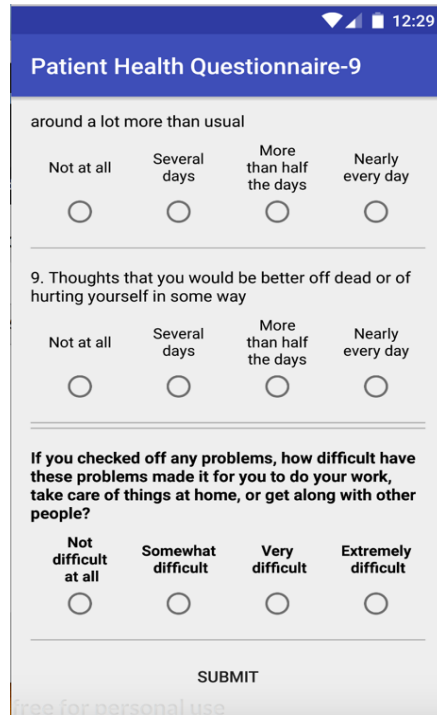 12:29
Patient Health Questionnaire-9
around a lot more than usual
Not at all
Several
days
More
than half
the days
Nearly
every day
9. Thoughts that you would be better off dead or of
hurting yourself in some way
Not at all
Several
days
More
than half
the days
Nearly
every day
If you checked off any problems, how difficult have
these problems made it for you to do your work,
take care of things at home, or get along with other
people?
Not
difficult
at all
Somewhat
difficult
Very
difficult
Extremely
difficult
SUBMIT
free for personal use